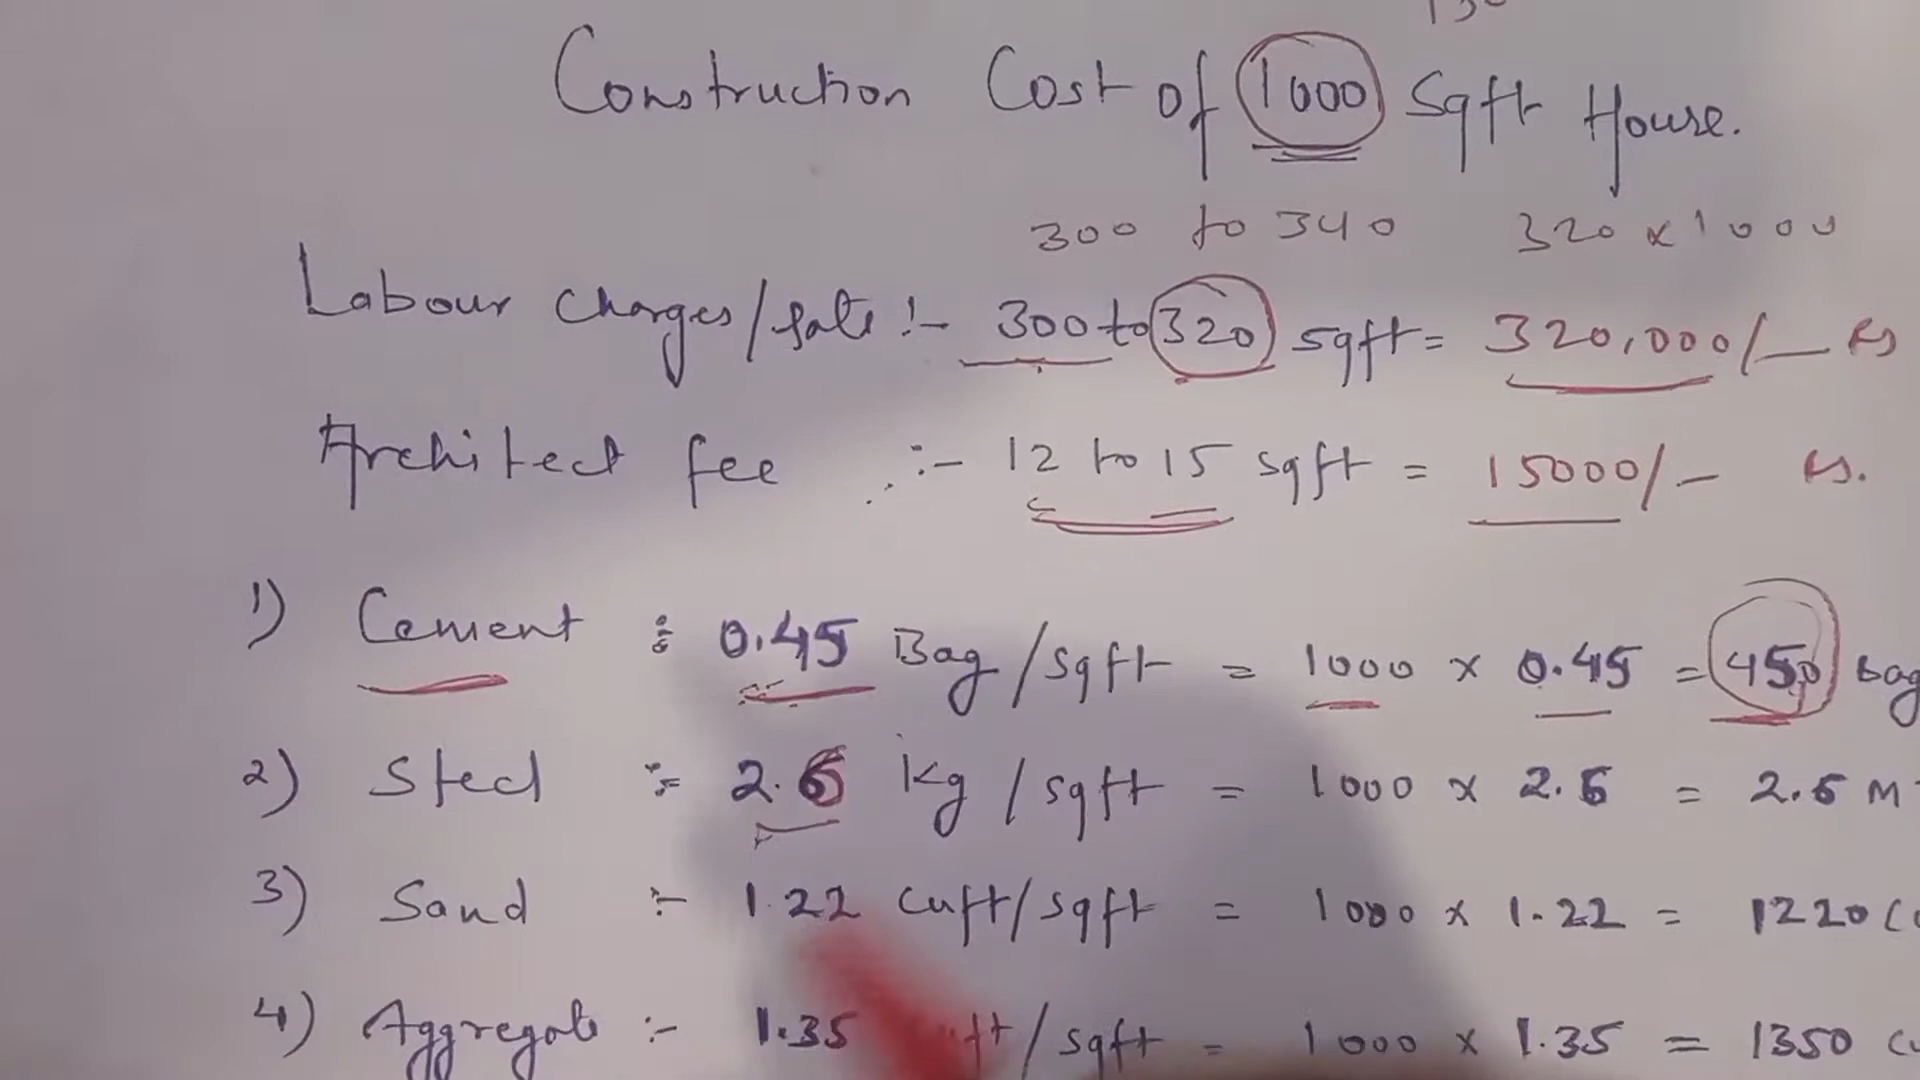 Construction Cost of 1000 Sqft House.
300 to 340 320 x 1000
Labour charges/rate :- 300 to 320 sqft = 320,000/- Rs
Architect fee :- 12 to 15 sqft = 15000/- Rs.
1) Cement : 0.45 Bag/sqft = 1000 x 0.45 = 450 Bag
2) Steel :- 2.6 Kg/sqft = 1000 x 2.6 = 2.6 M
3) Sand :- 1.22 cuft/sqft = 1000 x 1.22 = 1220 C
4) Aggregate :- 1.35 ft/sqft = 1000 x 1.35 = 1350 cu